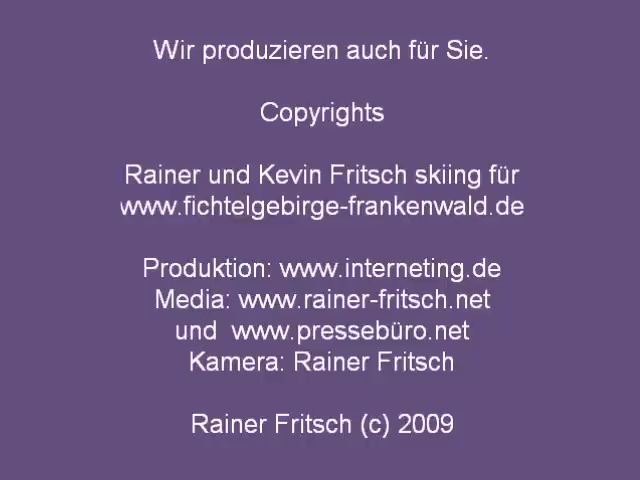 Wir produzieren auch für Sie.
Copyrights
Rainer und Kevin Fritsch skiing für
www.fichtelgebirge-frankenwald.de
Produktion: www.interneting.de
Media: www.rainer-fritsch.net
und www.pressebüro.net
Kamera: Rainer Fritsch
Rainer Fritsch (c) 2009